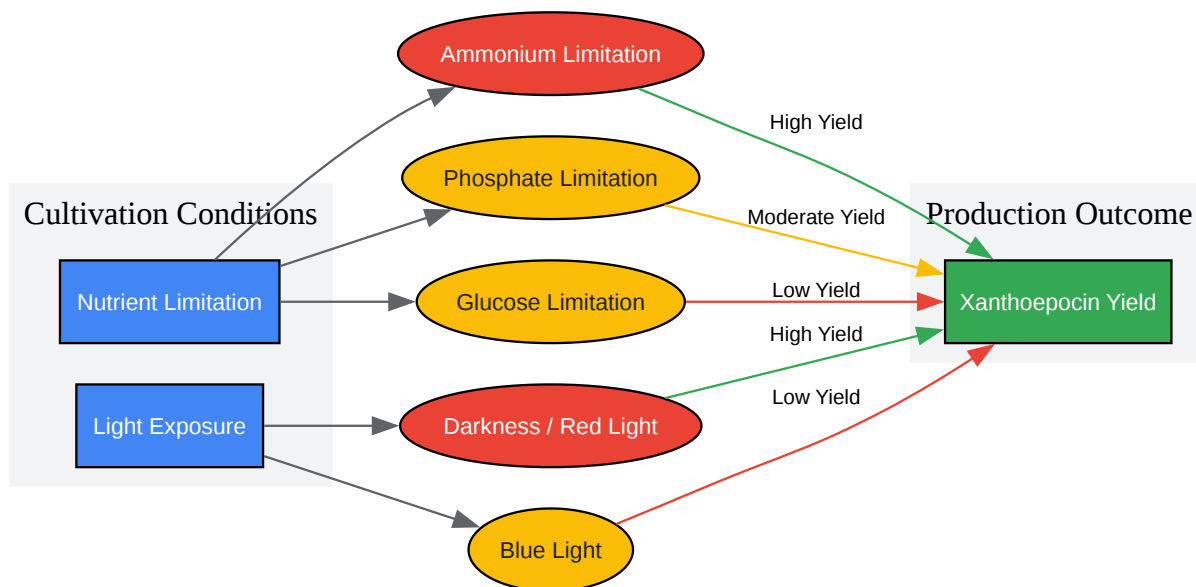 Ammonium Limitation
High Yield
Phosphate Limitation
Cultivation Conditions
Moderate Yield
Production Outcome
Nutrient Limitation
Glucose Limitation
Low Yield
Xanthoepocin Yield
High Yield
Light Exposure
Darkness / Red Light
Low Yield
Blue Light